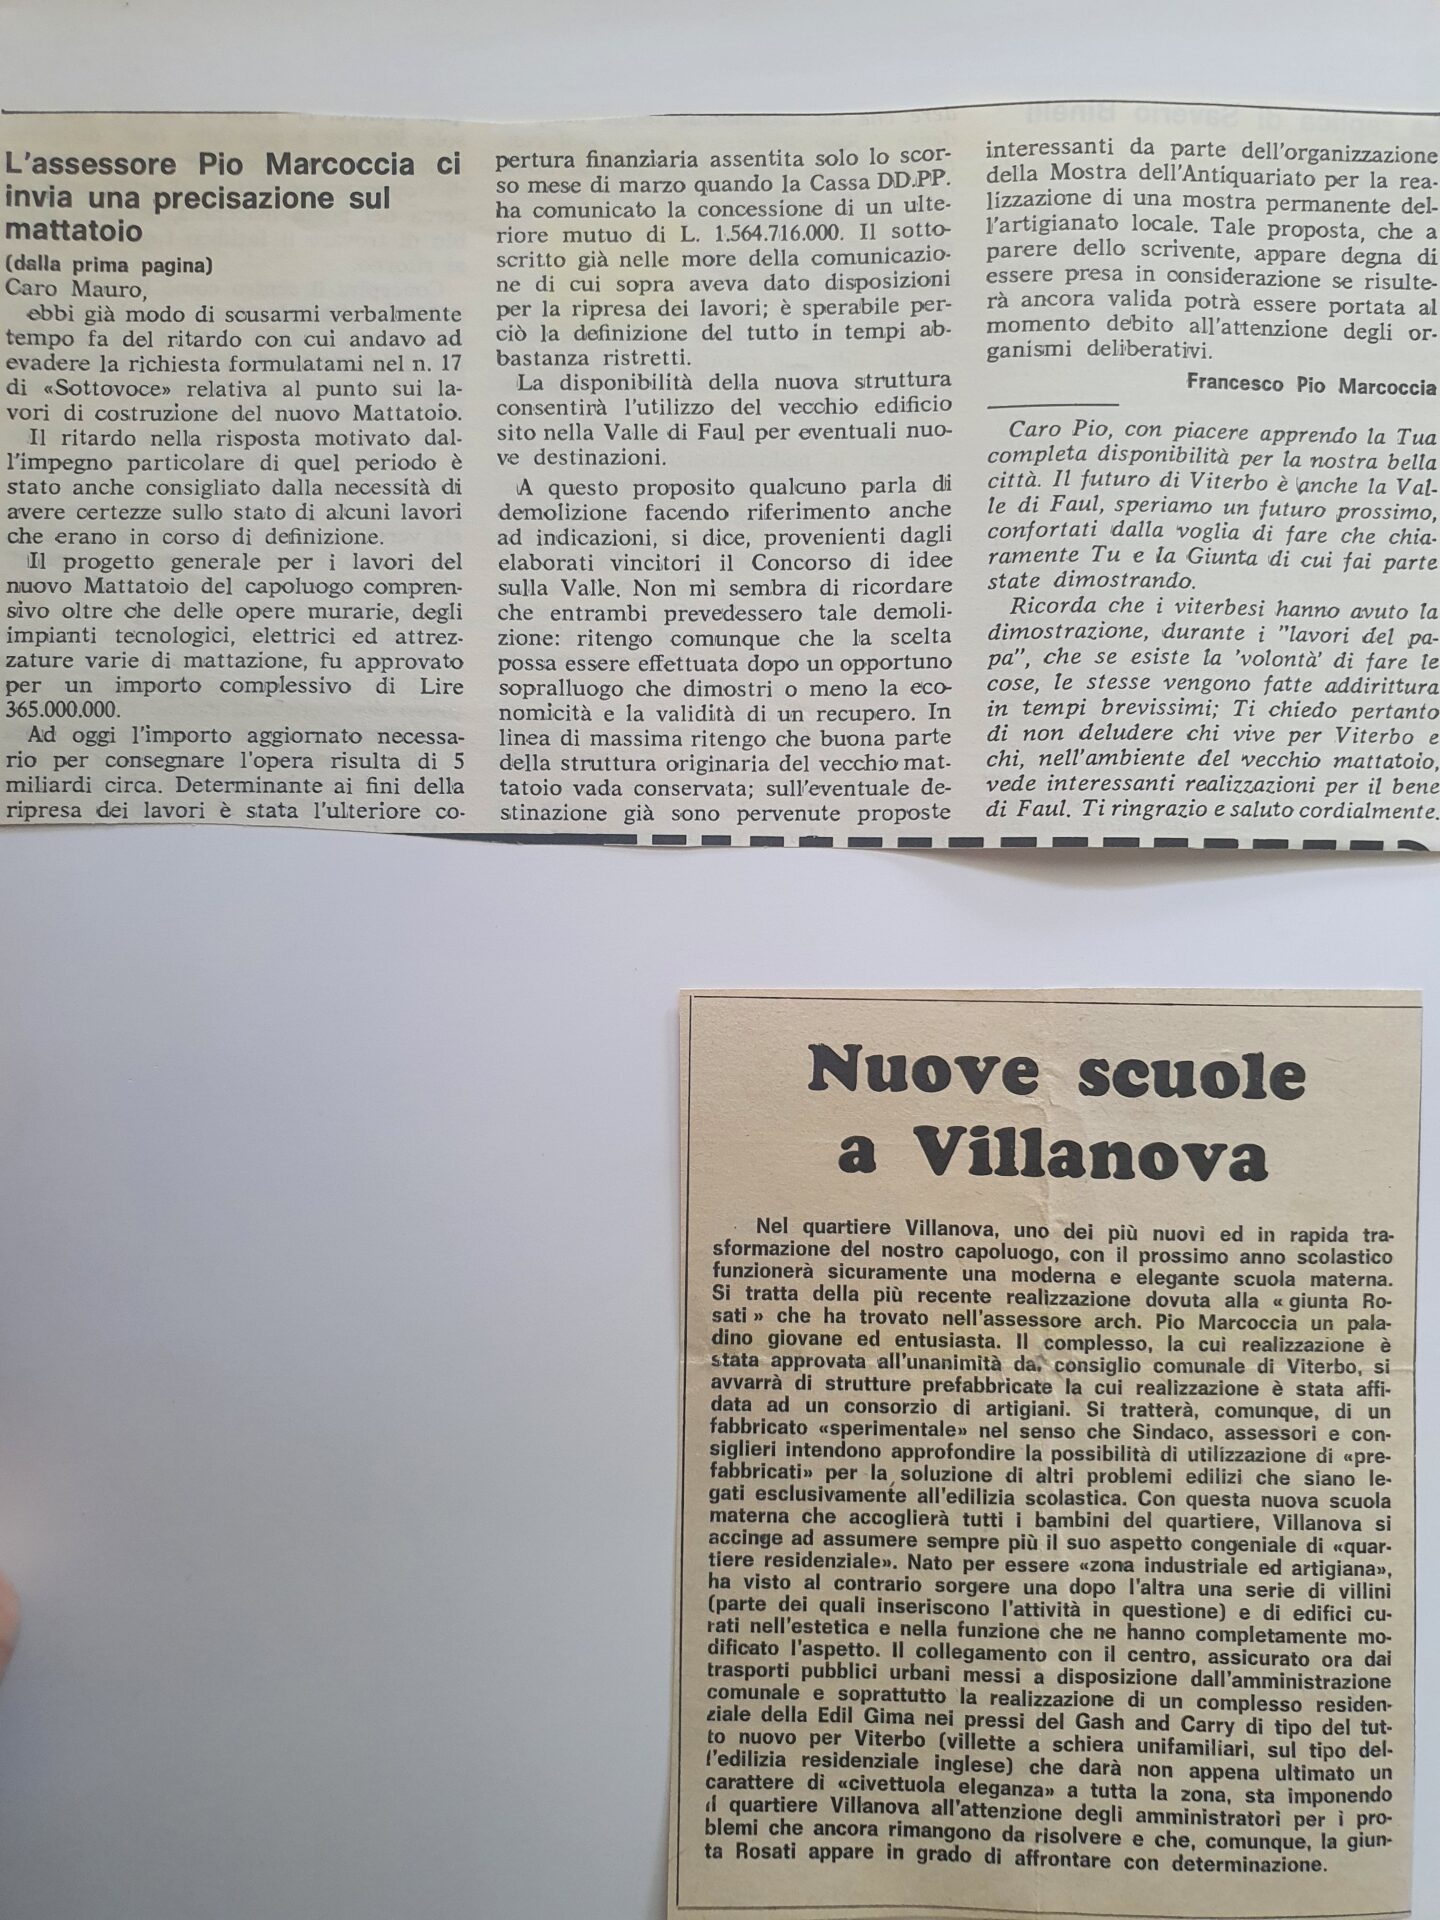 L'assessore Pio Marcoccia ci
invia una precisazione sul
mattatoio
(dalla prima pagina)
Caro Mauro,
ebbi già modo di scusarmi verbalmente
tempo fa del ritardo con cui andavo ad
evadere la richiesta formulatami nel n. 17
di «Sottovoce» relativa al punto sui la-
vori di costruzione del nuovo Mattatoio.
Il ritardo nella risposta motivato dal-
l'impegno particolare di quel periodo è
stato anche consigliato dalla necessità di
avere certezze sullo stato di alcuni lavori
che erano in corso di definizione.
Il progetto generale per i lavori del
nuovo Mattatoio del capoluogo compren-
sivo oltre che delle opere murarie, degli
impianti tecnologici, elettrici ed attrez-
zature varie di mattazione, fu approvato
per un importo complessivo di Lire
365.000.000.
Ad oggi l'importo aggiornato necessa-
rio per consegnare l'opera risulta di 5
miliardi circa. Determinante ai fini della
ripresa dei lavori è stata l'ulteriore co-
pertura finanziaria assentita solo lo scor-
so mese di marzo quando la Cassa DD.PP.
ha comunicato la concessione di un ulte-
riore mutuo di L. 1.564.716.000. Il sotto-
scritto già nelle more della comunicazio-
ne di cui sopra aveva dato disposizioni
per la ripresa dei lavori; è sperabile per-
ciò la definizione del tutto in tempi ab-
bastanza ristretti.
La disponibilità della nuova struttura
consentirà l'utilizzo del vecchio edificio
sito nella Valle di Faul per eventuali nuo-
ve destinazioni.
A questo proposito qualcuno parla di
demolizione facendo riferimento anche
ad indicazioni, si dice, provenienti dagli
elaborati vincitori il Concorso di idee
sulla Valle. Non mi sembra di ricordare
che entrambi prevedessero tale demoli-
zione: ritengo comunque che la scelta
possa essere effettuata dopo un opportuno
sopralluogo che dimostri o meno la eco-
nomicità e la validità di un recupero. In
linea di massima ritengo che buona parte
della struttura originaria del vecchio mat-
tatoio vada conservata; sull'eventuale de-
stinazione già sono pervenute proposte
interessanti da parte dell'organizzazione
della Mostra dell'Antiquariato per la rea-
lizzazione di una mostra permanente del-
l'artigianato locale. Tale proposta, che a
parere dello scrivente, appare degna di
essere presa in considerazione se risulte-
rà ancora valida potrà essere portata al
momento debito all'attenzione degli or-
ganismi deliberativi.
Francesco Pio Marcoccia
Caro Pio, con piacere apprendo la Tua
completa disponibilità per la nostra bella
città. Il futuro di Viterbo è anche la Val-
le di Faul, speriamo un futuro prossimo,
confortati dalla voglia di fare che chia-
ramente Tu e la Giunta di cui fai parte
state dimostrando.
Ricorda che i viterbesi hanno avuto la
dimostrazione, durante i "lavori del pa-
pa", che se esiste la 'volontà' di fare le
cose, le stesse vengono fatte addirittura
in tempi brevissimi; Ti chiedo pertanto
di non deludere chi vive per Viterbo e
chi, nell'ambiente del vecchio mattatoio,
vede interessanti realizzazioni per il bene
di Faul. Ti ringrazio e saluto cordialmente.
Nuove scuole
a Villanova
Nel quartiere Villanova, uno dei più nuovi ed in rapida tra-
sformazione del nostro capoluogo, con il prossimo anno scolastico
funzionerà sicuramente una moderna e elegante scuola materna.
Si tratta della più recente realizzazione dovuta alla « giunta Ro-
sati » che ha trovato nell'assessore arch. Pio Marcoccia un pala-
dino giovane ed entusiasta. Il complesso, la cui realizzazione è
stata approvata all'unanimità da. consiglio comunale di Viterbo, si
avvarrà di strutture prefabbricate la cui realizzazione è stata affi-
data ad un consorzio di artigiani. Si tratterà, comunque, di un
fabbricato «sperimentale» nel senso che Sindaco, assessori e con-
siglieri intendono approfondire la possibilità di utilizzazione di «pre-
fabbricati» per la soluzione di altri problemi edilizi che siano le-
gati esclusivamente all'edilizia scolastica. Con questa nuova scuola
materna che accoglierà tutti i bambini del quartiere, Villanova si
accinge ad assumere sempre più il suo aspetto congeniale di «quar-
tiere residenziale». Nato per essere «zona industriale ed artigiana»,
ha visto al contrario sorgere una dopo l'altra una serie di villini
(parte dei quali inseriscono l'attività in questione) e di edifici cu-
rati nell'estetica e nella funzione che ne hanno completamente mo-
dificato l'aspetto. Il collegamento con il centro, assicurato ora dai
trasporti pubblici urbani messi a disposizione dall'amministrazione
comunale e soprattutto la realizzazione di un complesso residen-
ziale della Edil Gima nei pressi del Gash and Carry di tipo del tut-
to nuovo per Viterbo (villette a schiera unifamiliari, sul tipo del-
l'edilizia residenziale inglese) che darà non appena ultimato un
carattere di «civettuola eleganza» a tutta la zona, sta imponendo
il quartiere Villanova all'attenzione degli amministratori per i pro-
blemi che ancora rimangono da risolvere e che, comunque, la giun-
ta Rosati appare in grado di affrontare con determinazione.